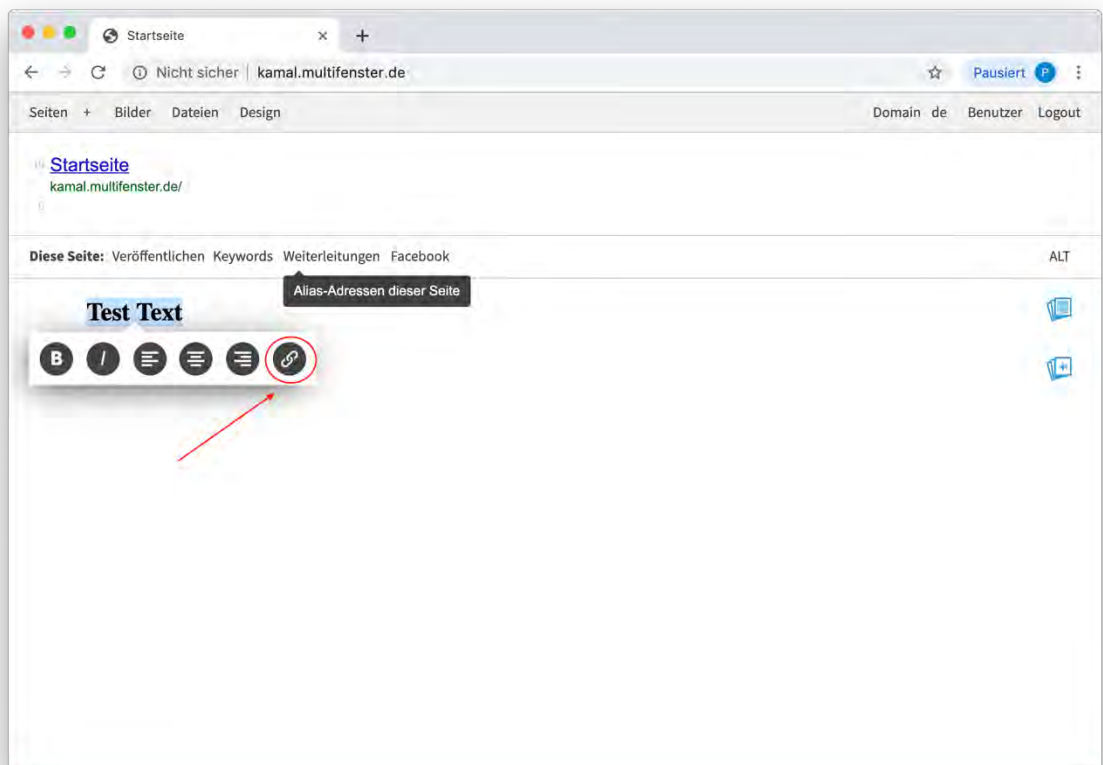 Startseite
Nicht sicher | kamal.multifenster.de
Pausiert P
Seiten + Bilder Dateien Design
Domain de Benutzer Logout
Startseite
kamal.multifenster.de/
Diese Seite: Veröffentlichen Keywords Weiterleitungen Facebook
ALT
Alias-Adressen dieser Seite
Test Text
B I